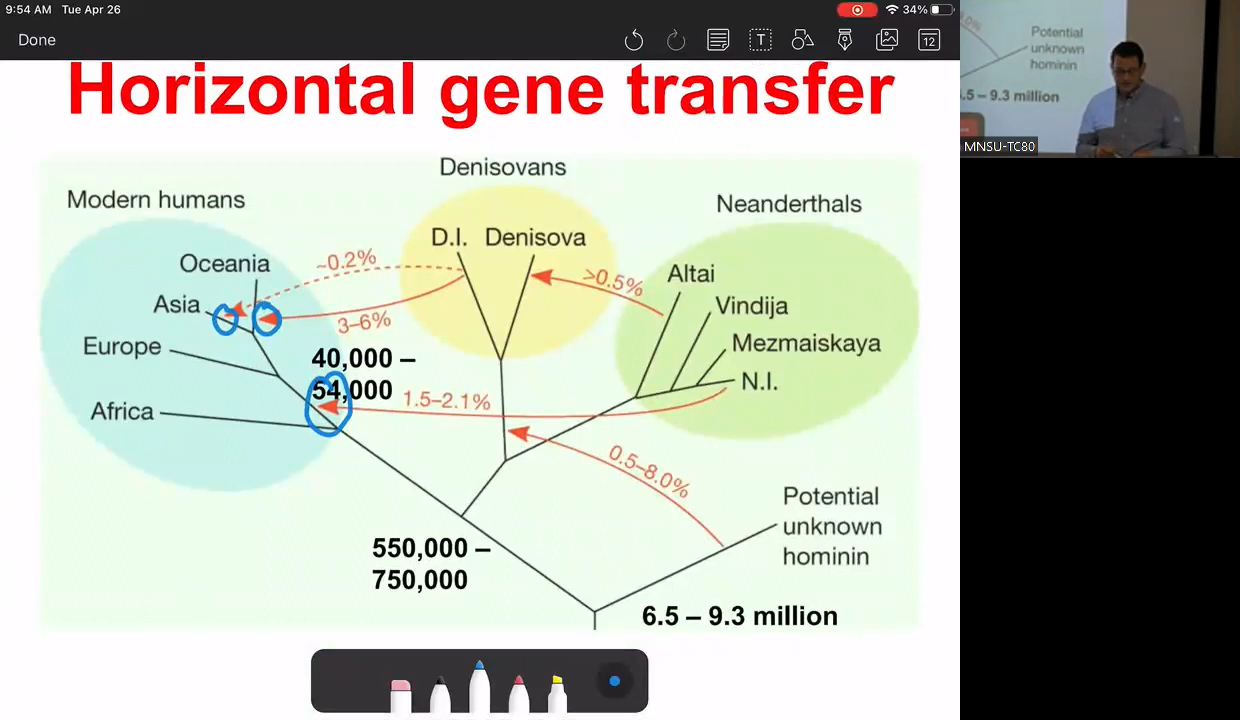 9:54 AM Tue Apr 26
34%
Done
T
12
Horizontal gene transfer
Denisovans
Modern humans
Neanderthals
D.I. Denisova
Oceania
~0.2%
>0.5%
Altai
Asia
Vindija
3–6%
Europe
Mezmaiskaya
40,000 –
54,000
N.I.
1.5–2.1%
Africa
0.5–8.0%
Potential
unknown
hominin
550,000 –
750,000
6.5 – 9.3 million
Potential
unknown
hominin
.5 – 9.3 million
MNSU-TC80